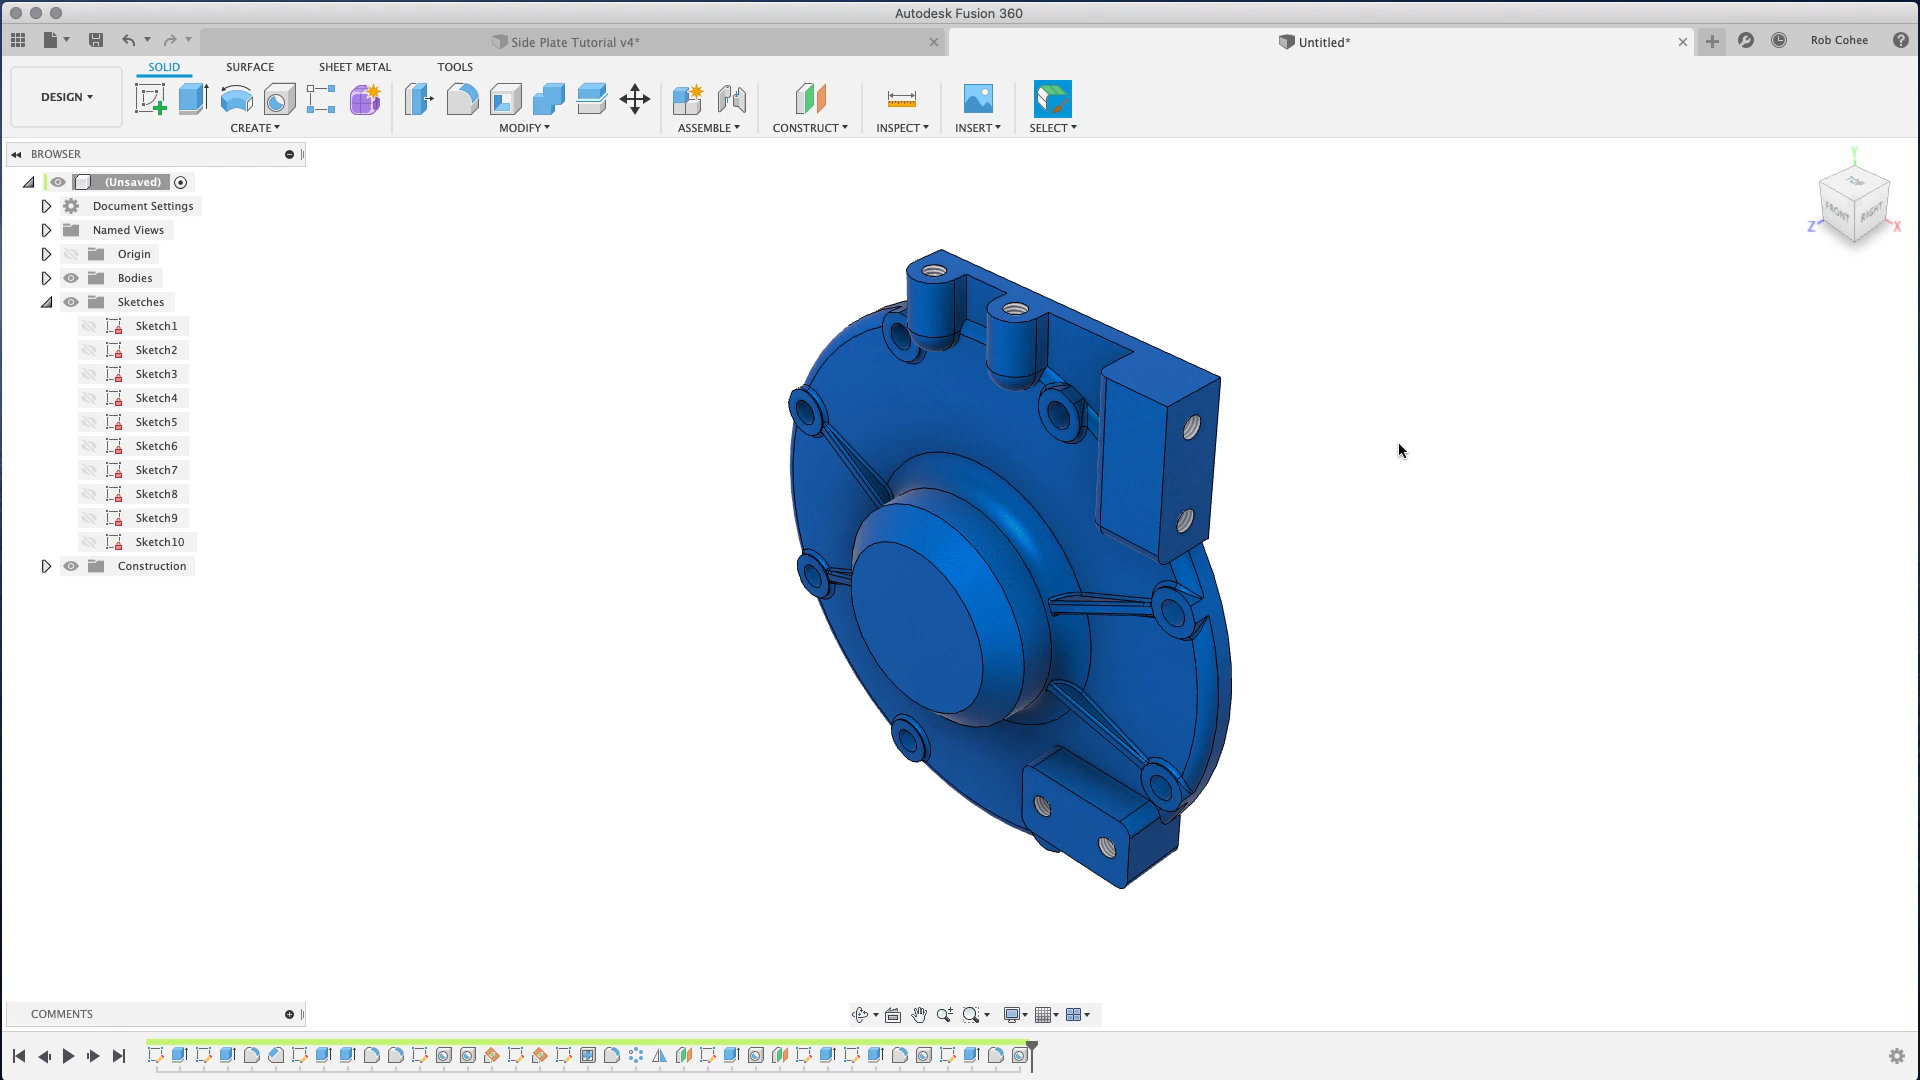 Autodesk Fusion 360
Side Plate Tutorial v4*
Untitled*
Rob Cohee
DESIGN
SOLID
SURFACE
SHEET METAL
TOOLS
CREATE
MODIFY
ASSEMBLE
CONSTRUCT
INSPECT
INSERT
SELECT
BROWSER
(Unsaved)
Document Settings
Named Views
Origin
Bodies
Sketches
Sketch1
Sketch2
Sketch3
Sketch4
Sketch5
Sketch6
Sketch7
Sketch8
Sketch9
Sketch10
Construction
Y
TOP
FRONT
RIGHT
Z
X
COMMENTS